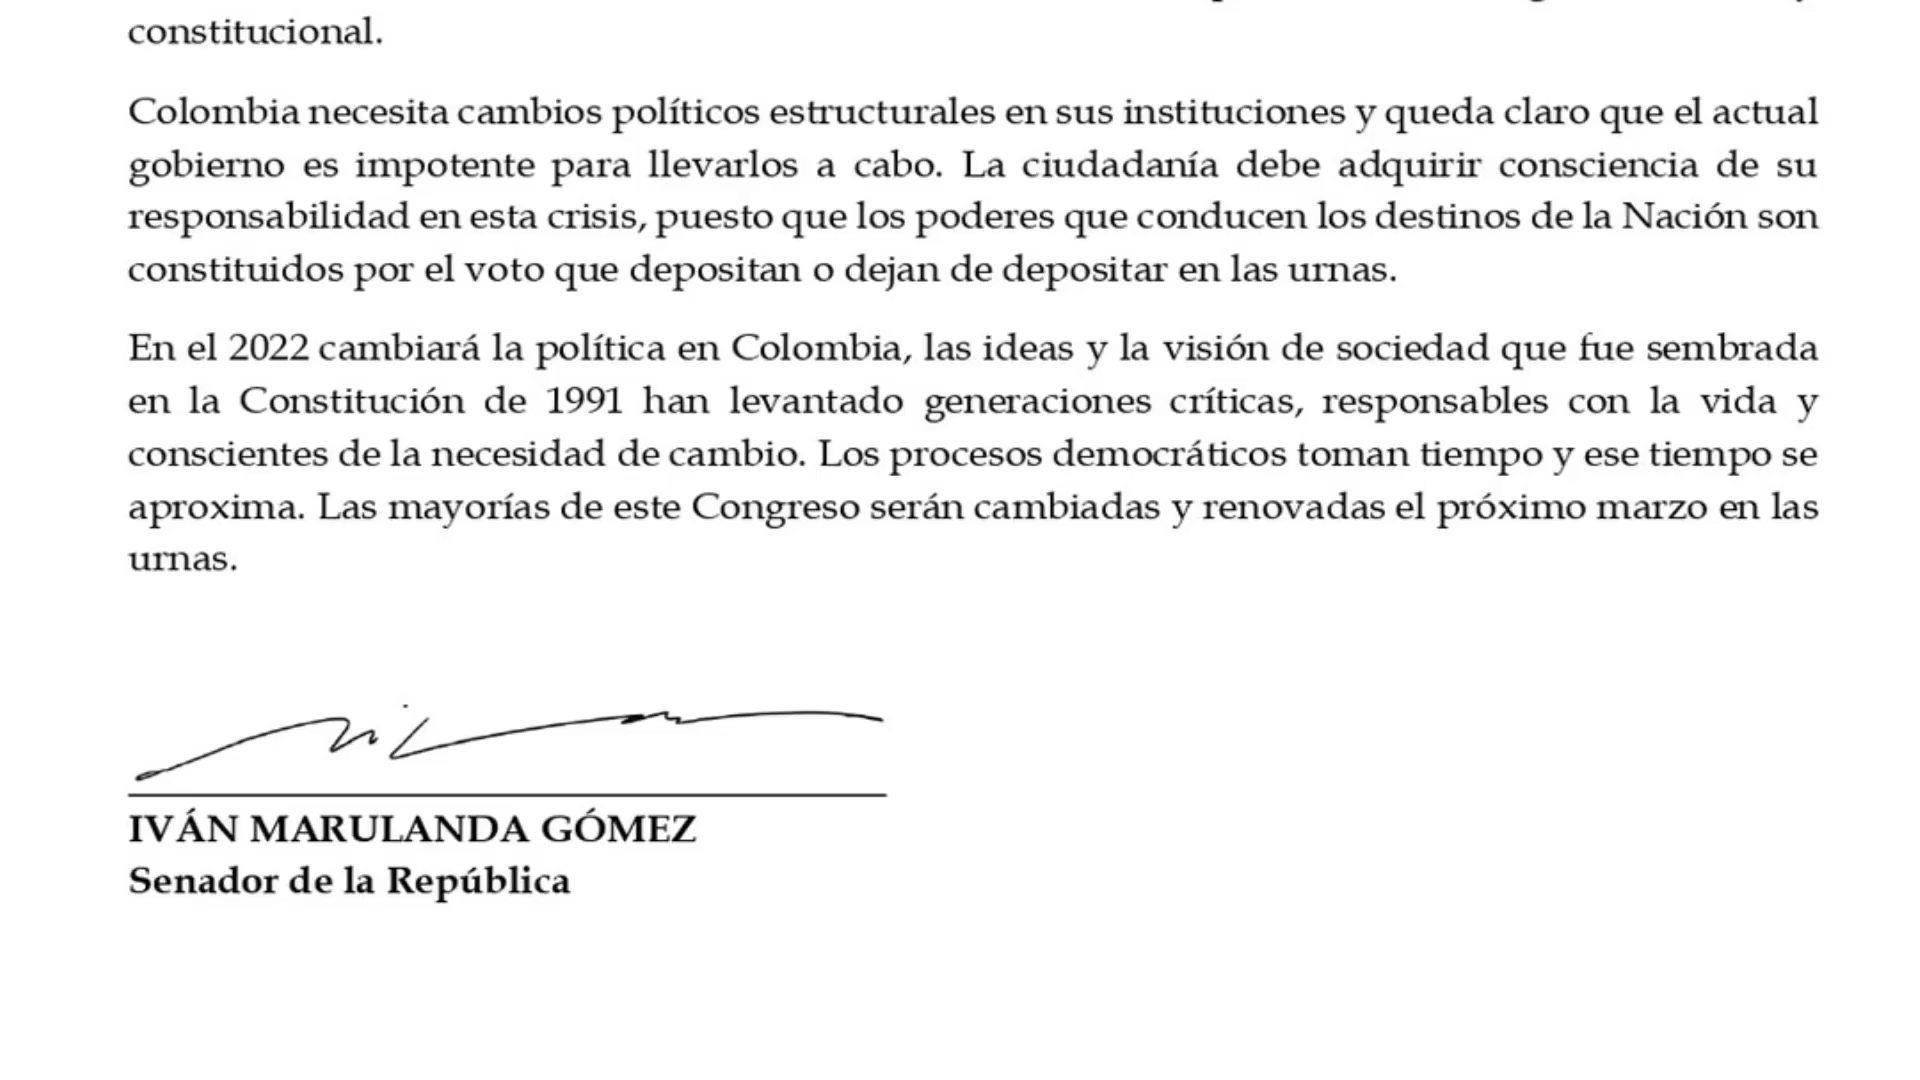 constitucional.
Colombia necesita cambios políticos estructurales en sus instituciones y queda claro que el actual
gobierno es impotente para llevarlos a cabo. La ciudadanía debe adquirir consciencia de su
responsabilidad en esta crisis, puesto que los poderes que conducen los destinos de la Nación son
constituidos por el voto que depositan o dejan de depositar en las urnas.
En el 2022 cambiará la política en Colombia, las ideas y la visión de sociedad que fue sembrada
en la Constitución de 1991 han levantado generaciones críticas, responsables con la vida y
conscientes de la necesidad de cambio. Los procesos democráticos toman tiempo y ese tiempo se
aproxima. Las mayorías de este Congreso serán cambiadas y renovadas el próximo marzo en las
urnas.
IVÁN MARULANDA GÓMEZ
Senador de la República